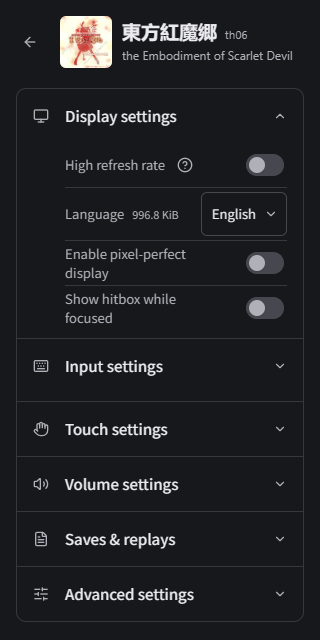 東方紅魔郷 th06
the Embodiment of Scarlet Devil
Display settings
High refresh rate
Language 996.8 KiB English
Enable pixel-perfect
display
Show hitbox while
focused
Input settings
Touch settings
Volume settings
Saves & replays
Advanced settings